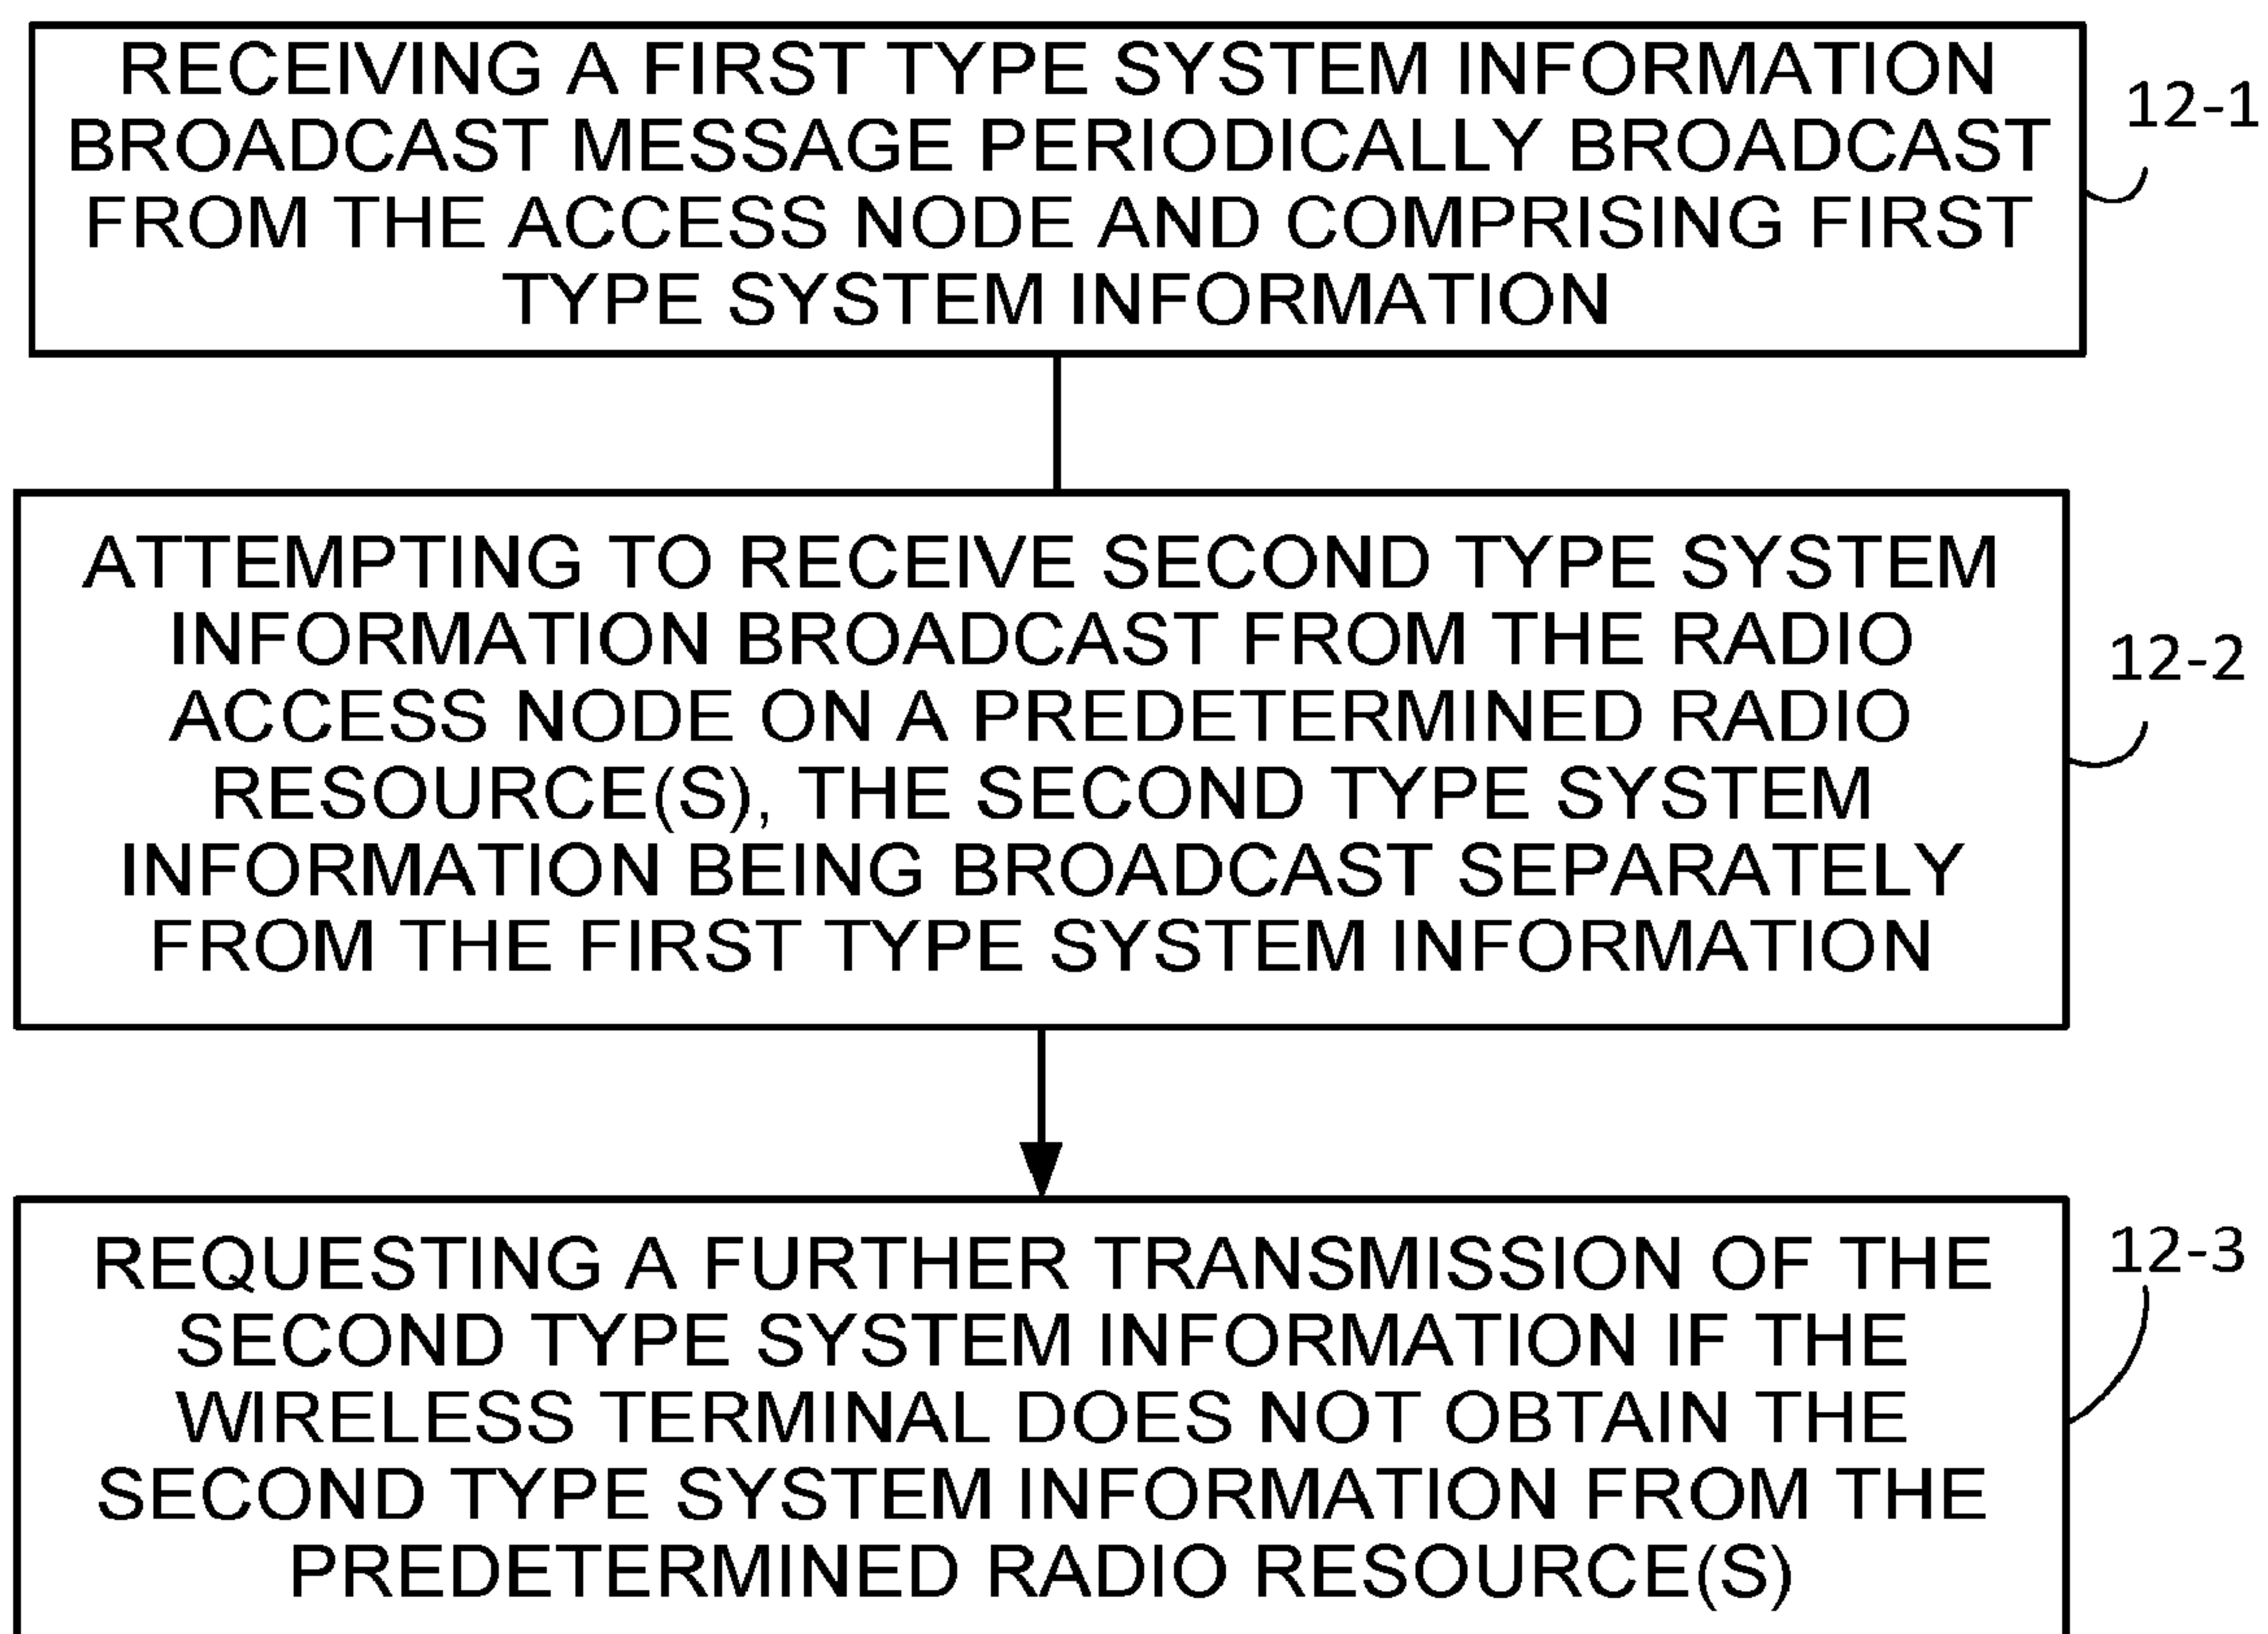 RECEIVING A FIRST TYPE SYSTEM INFORMATION
BROADCAST MESSAGE PERIODICALLY BROADCAST
FROM THE ACCESS NODE AND COMPRISING FIRST
TYPE SYSTEM INFORMATION
12-1
ATTEMPTING TO RECEIVE SECOND TYPE SYSTEM
INFORMATION BROADCAST FROM THE RADIO
ACCESS NODE ON A PREDETERMINED RADIO
RESOURCE(S), THE SECOND TYPE SYSTEM
INFORMATION BEING BROADCAST SEPARATELY
FROM THE FIRST TYPE SYSTEM INFORMATION
12-2
REQUESTING A FURTHER TRANSMISSION OF THE
SECOND TYPE SYSTEM INFORMATION IF THE
WIRELESS TERMINAL DOES NOT OBTAIN THE
SECOND TYPE SYSTEM INFORMATION FROM THE
PREDETERMINED RADIO RESOURCE(S)
12-3